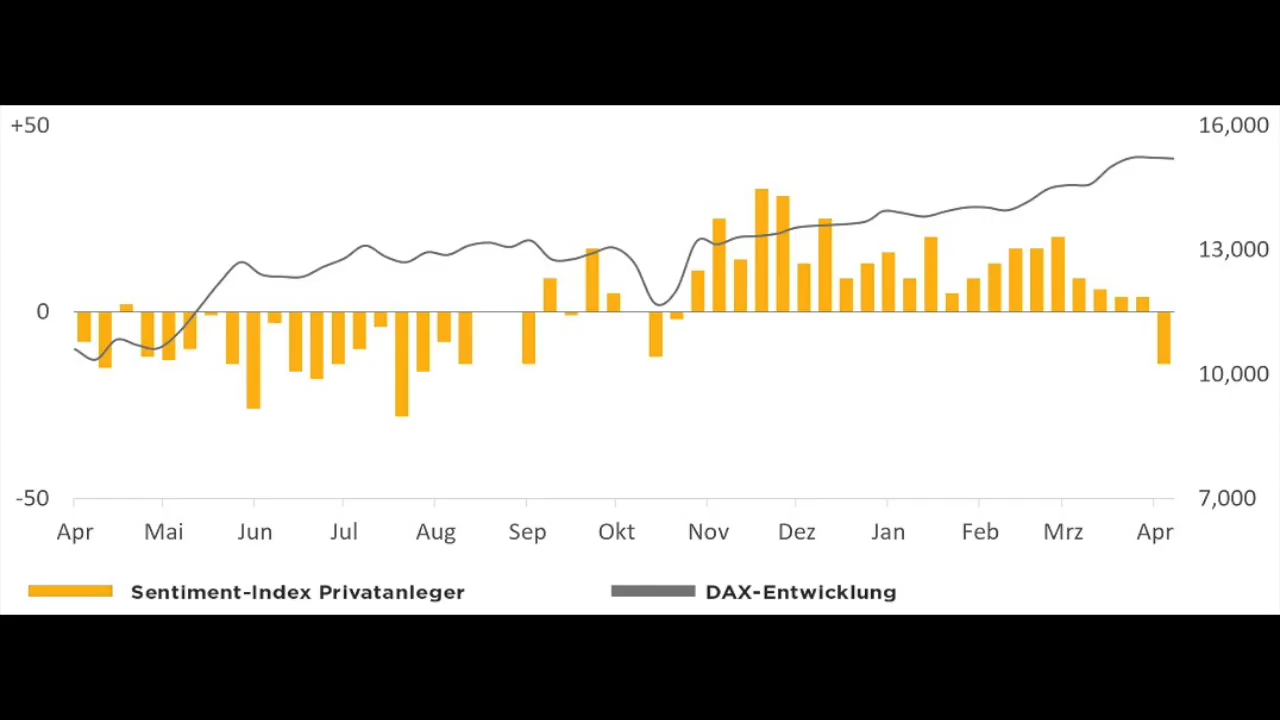 +50 16,000
13,000
0
10,000
-50 7,000
Apr Mai Jun Jul Aug Sep Okt Nov Dez Jan Feb Mrz Apr
Sentiment-Index Privatanleger DAX-Entwicklung